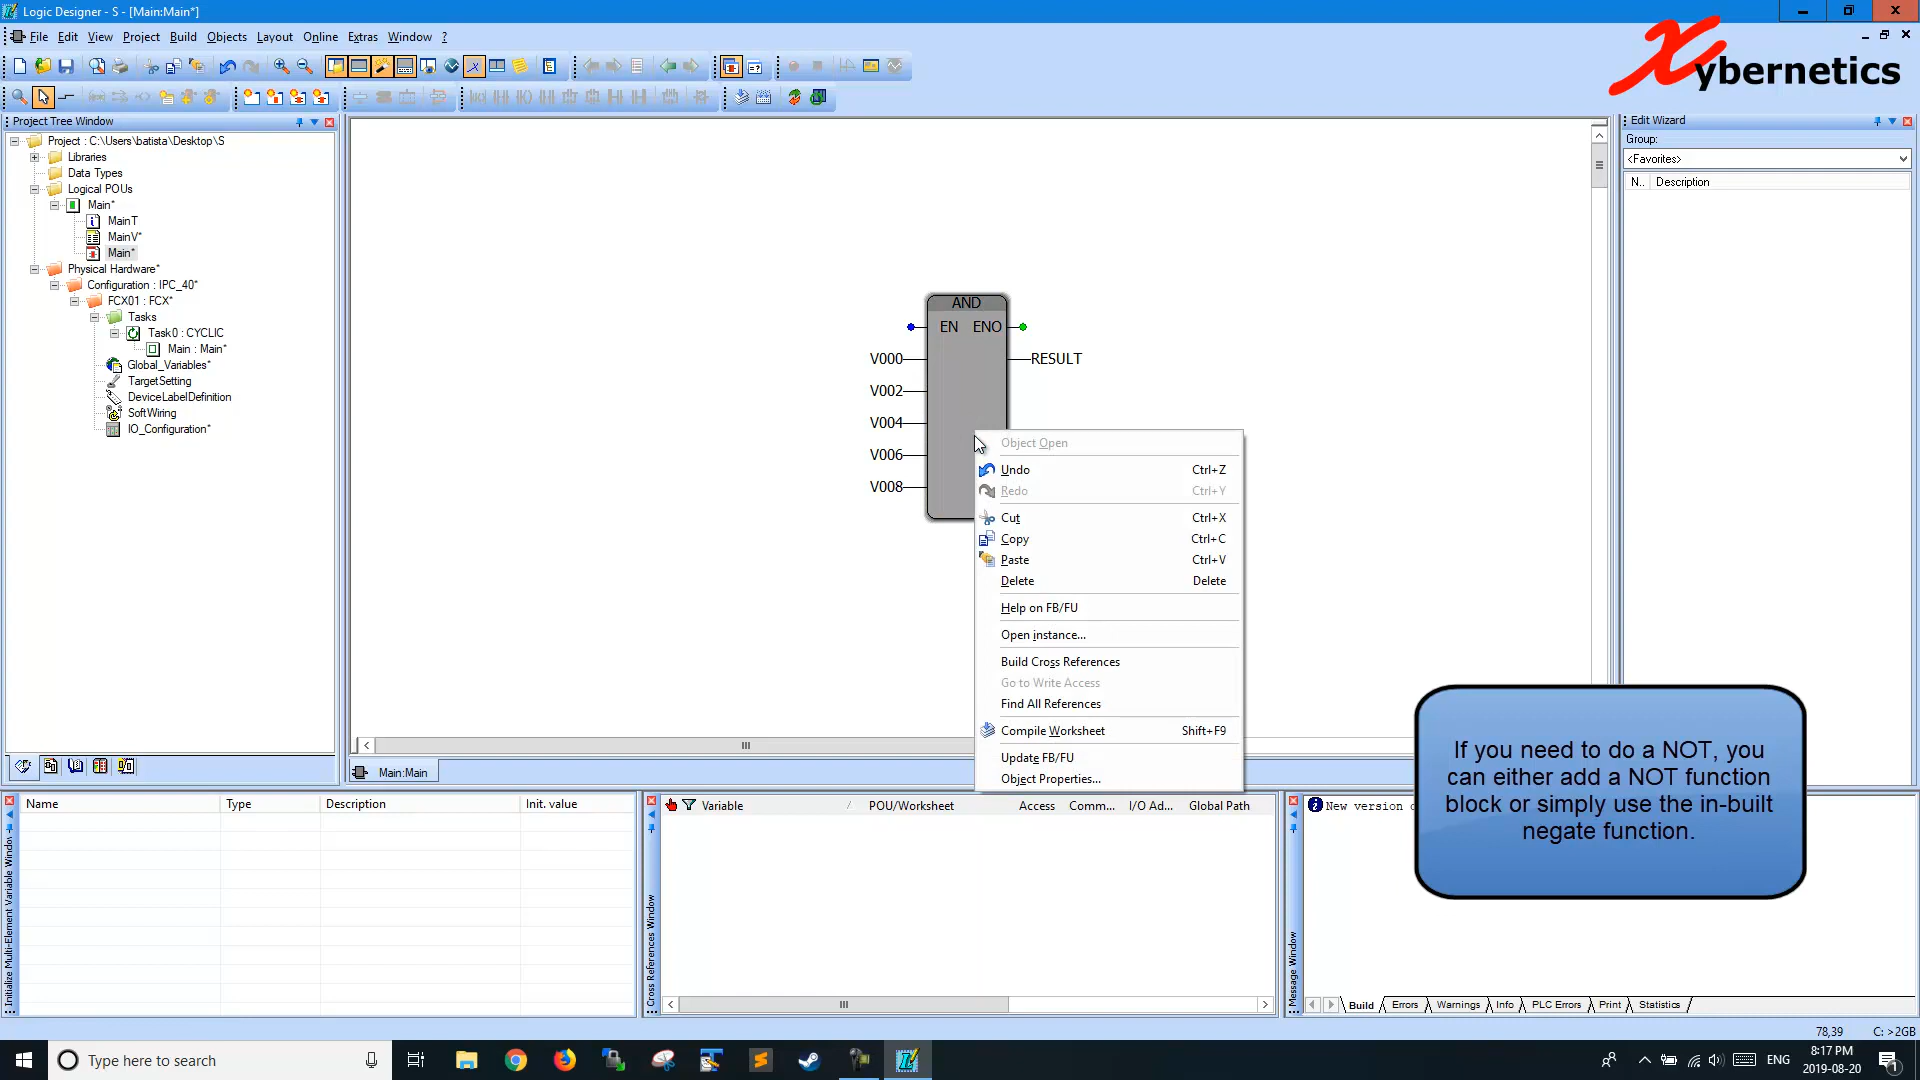 Logic Designer - S - [Main:Main*]
File Edit View Project Build Objects Layout Online Extras Window ?
Xybernetics
Project Tree Window
Project : C:\Users\batista\Desktop\S
Libraries
Data Types
Logical POUs
Main*
MainT
MainV*
Main*
Physical Hardware*
Configuration : IPC_40*
FCX01 : FCX*
Tasks
Task0 : CYCLIC
Main : Main*
Global_Variables*
TargetSetting
DeviceLabelDefinition
SoftWiring
IO_Configuration*
AND
EN ENO
V000 RESULT
V002
V004
V006
V008
Object Open
Undo Ctrl+Z
Redo Ctrl+Y
Cut Ctrl+X
Copy Ctrl+C
Paste Ctrl+V
Delete Delete
Help on FB/FU
Open instance...
Build Cross References
Go to Write Access
Find All References
Compile Worksheet Shift+F9
Update FB/FU
Object Properties...
Edit Wizard
Group:
<Favorites>
N.. Description
If you need to do a NOT, you
can either add a NOT function
block or simply use the in-built
negate function.
Main:Main
Initialize Multi-Element Variable Window
Name Type Description Init. value
Cross References Window
Variable / POU/Worksheet Access Comm... I/O Ad... Global Path
Message Window
New version
Build Errors Warnings Info PLC Errors Print Statistics
78,39 C: >2GB
Type here to search
ENG
8:17 PM
2019-08-20
1